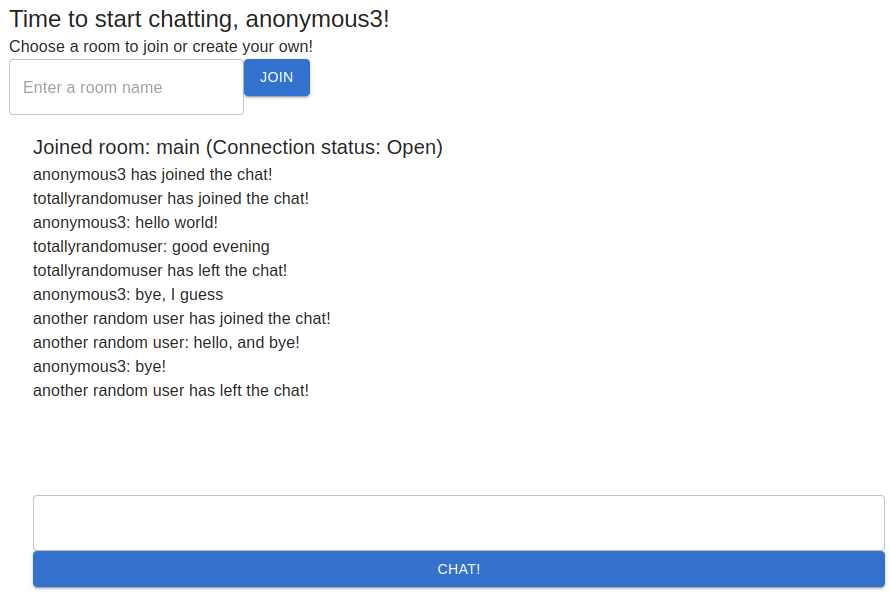 Time to start chatting, anonymous3!
Choose a room to join or create your own!
Enter a room name
JOIN
Joined room: main (Connection status: Open)
anonymous3 has joined the chat!
totallyrandomuser has joined the chat!
anonymous3: hello world!
totallyrandomuser: good evening
totallyrandomuser has left the chat!
anonymous3: bye, I guess
another random user has joined the chat!
another random user: hello, and bye!
anonymous3: bye!
another random user has left the chat!
CHAT!